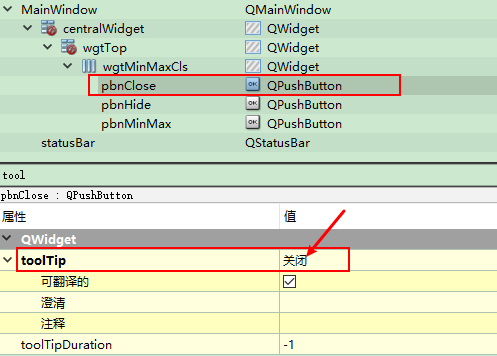 MainWindow QMainWindow
centralWidget QWidget
wgtTop QWidget
wgtMinMaxCls QWidget
pbnClose OK QPushButton
pbnHide OK QPushButton
pbnMinMax OK QPushButton
statusBar QStatusBar
tool
pbnClose : QPushButton
属性 值
QWidget
toolTip 关闭
可翻译的
澄清
注释
toolTipDuration -1